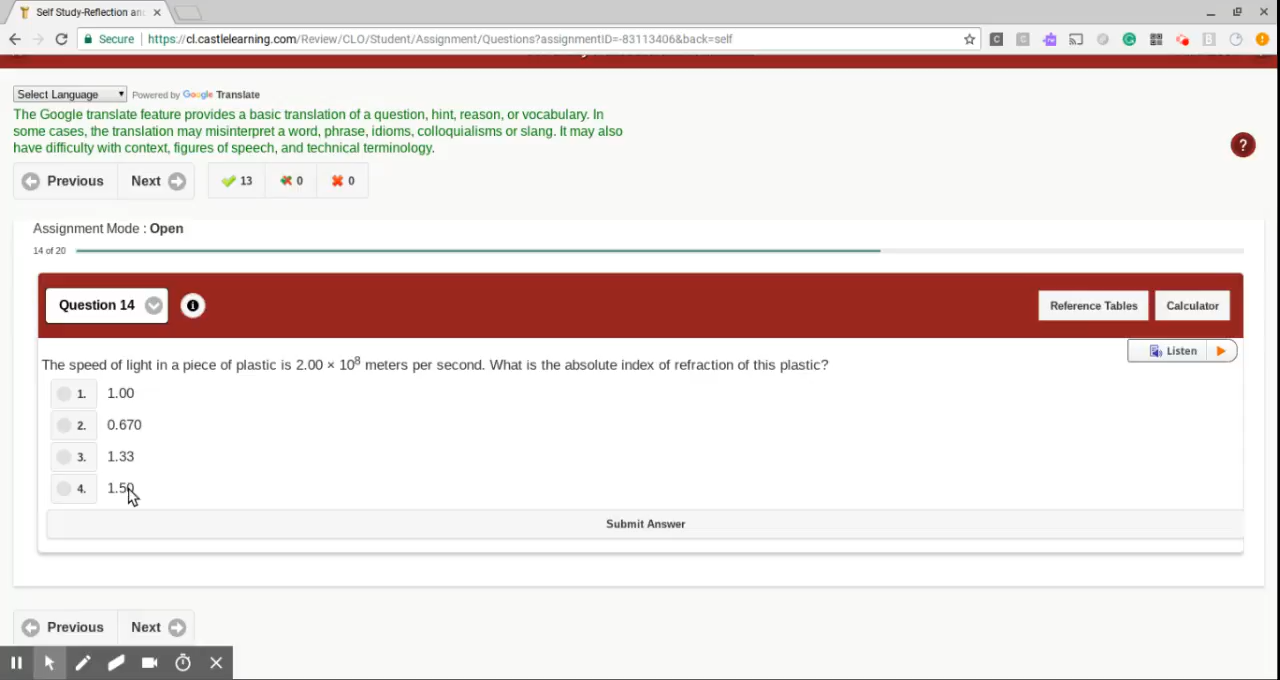 Self Study-Reflection an
Secure https://cl.castlelearning.com/Review/CLO/Student/Assignment/Questions?assignmentID=-83113406&back=self
Select Language Powered by Google Translate
The Google translate feature provides a basic translation of a question, hint, reason, or vocabulary. In
some cases, the translation may misinterpret a word, phrase, idioms, colloquialisms or slang. It may also
have difficulty with context, figures of speech, and technical terminology.
?
Previous Next 13 0 0
Assignment Mode : Open
14 of 20
Question 14 Reference Tables Calculator
Listen
The speed of light in a piece of plastic is 2.00 × 10⁸ meters per second. What is the absolute index of refraction of this plastic?
1. 1.00
2. 0.670
3. 1.33
4. 1.50
Submit Answer
Previous Next